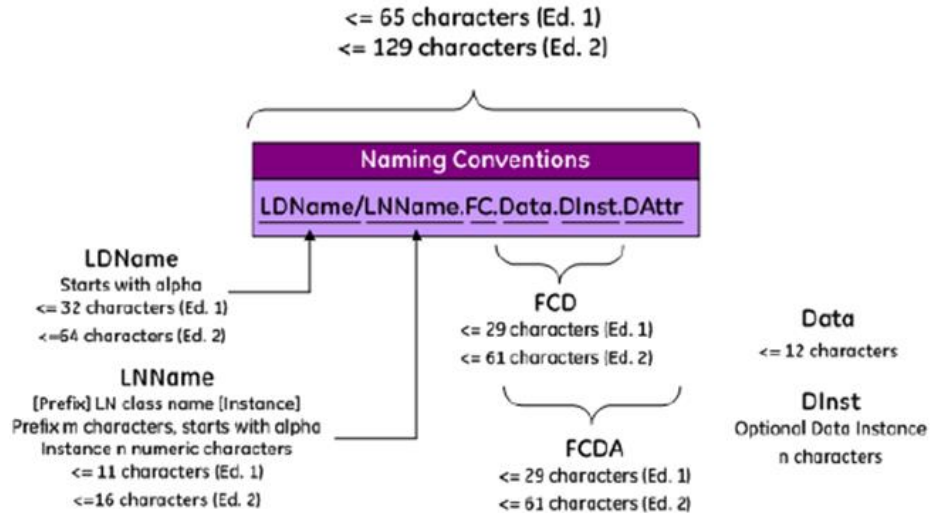 <= 65 characters (Ed. 1)
<= 129 characters (Ed. 2)
Naming Conventions
LDName/LNName.FC.Data.DInst.DAttr
LDName
Starts with alpha
<= 32 characters (Ed. 1)
<=64 characters (Ed. 2)
LNName
[Prefix] LN class name [Instance]
Prefix m characters, starts with alpha
Instance n numeric characters
<= 11 characters (Ed. 1)
<=16 characters (Ed. 2)
FCD
<= 29 characters (Ed. 1)
<= 61 characters (Ed. 2)
FCDA
<= 29 characters (Ed. 1)
<= 61 characters (Ed. 2)
Data
<= 12 characters
DInst
Optional Data Instance
n characters